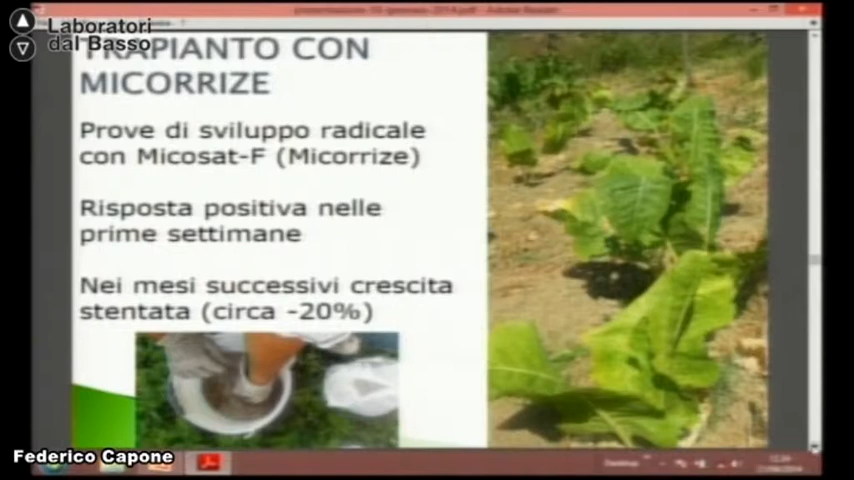 Laboratori
dal Basso
TRAPIANTO CON
MICORRIZE
Prove di sviluppo radicale
con Micosat-F (Micorrize)
Risposta positiva nelle
prime settimane
Nei mesi successivi crescita
stentata (circa -20%)
Federico Capone
Desktop